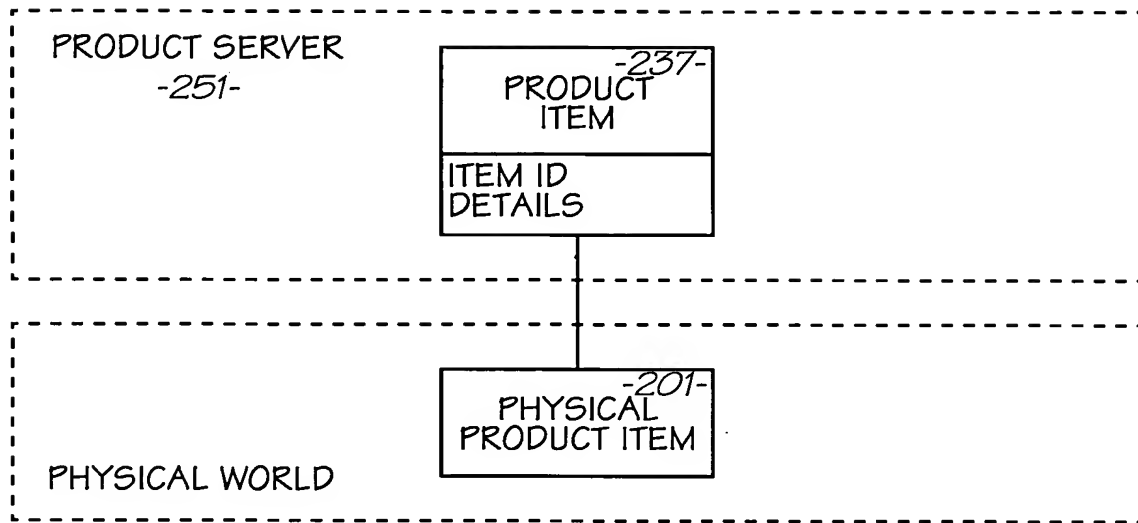 PRODUCT SERVER
-251-
-237-
PRODUCT
ITEM
ITEM ID
DETAILS
-201-
PHYSICAL
PRODUCT ITEM
PHYSICAL WORLD